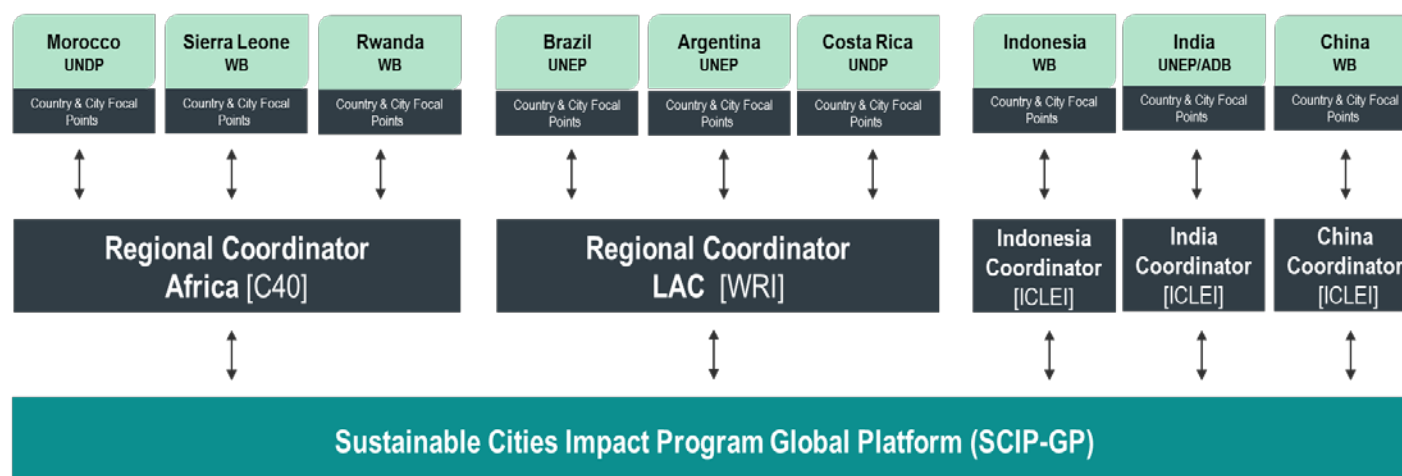 Morocco
UNDP
Country & City Focal
Points
Sierra Leone
WB
Country & City Focal
Points
Rwanda
WB
Country & City Focal
Points
Brazil
UNEP
Country & City Focal
Points
Argentina
UNEP
Country & City Focal
Points
Costa Rica
UNDP
Country & City Focal
Points
Indonesia
WB
Country & City Focal
Points
India
UNEP/ADB
Country & City Focal
Points
China
WB
Country & City Focal
Points
Regional Coordinator
Africa [C40]
Regional Coordinator
LAC [WRI]
Indonesia
Coordinator
[ICLEI]
India
Coordinator
[ICLEI]
China
Coordinator
[ICLEI]
Sustainable Cities Impact Program Global Platform (SCIP-GP)